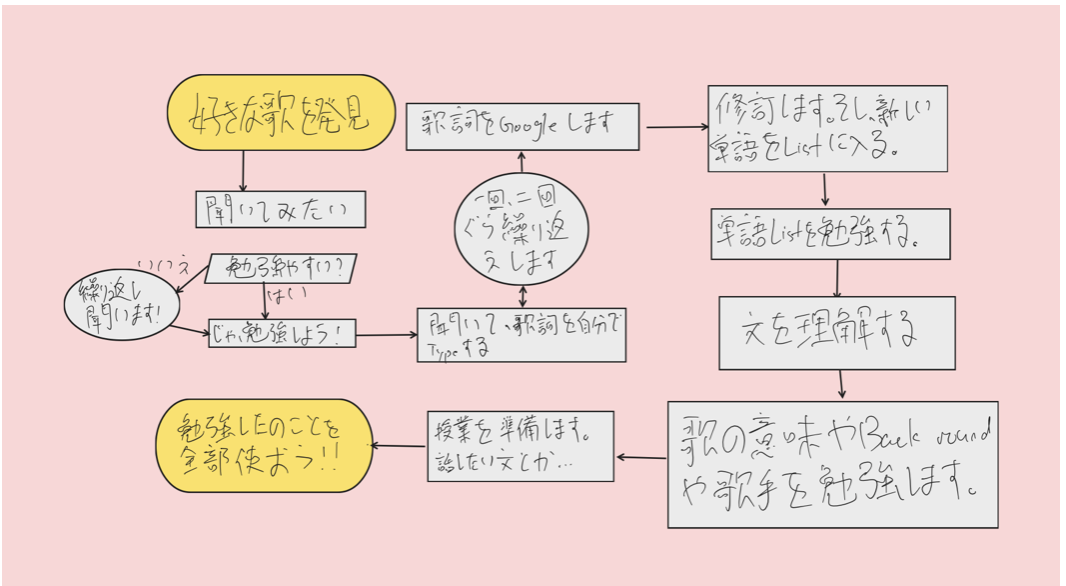 好きな歌を発見
聞いてみたい
勉強やすい?
いいえ
はい
繰り返し
聞います!
じゃ、勉強しよう!
聞いて、歌詞を自分で
Typeする
一回、二回
ぐら繰り返
えします
歌詞をGoogleします
修訂します。そし、新しい
単語をListに入る。
単語Listを勉強する。
文を理解する
歌の意味やBack round
や歌手を勉強します。
授業を準備します。
話したい文とか...
勉強したのことを
全部使おう!!